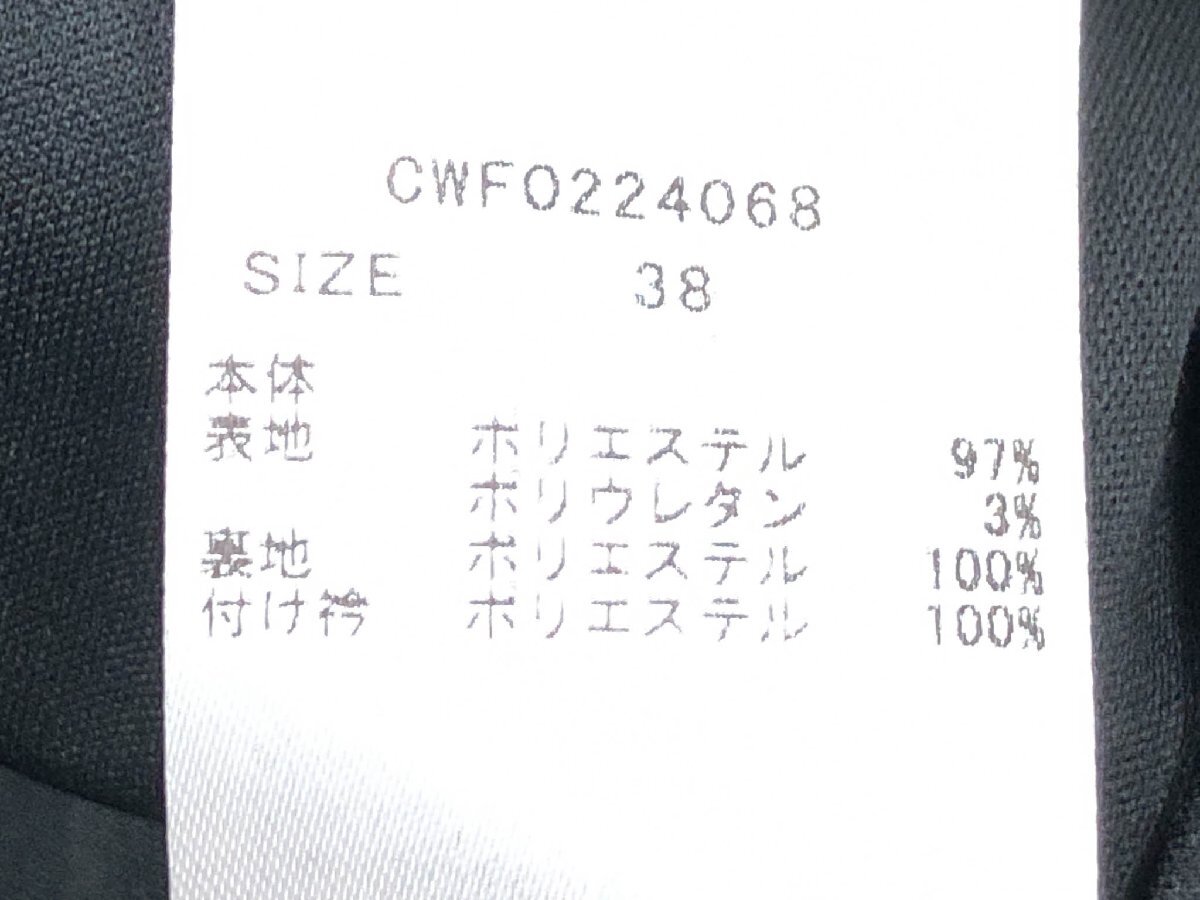 CWFO224068
SIZE 38
本体
表地 ポリエステル 97%
ポリウレタン 3%
裏地 ポリエステル 100%
付け衿 ポリエステル 100%